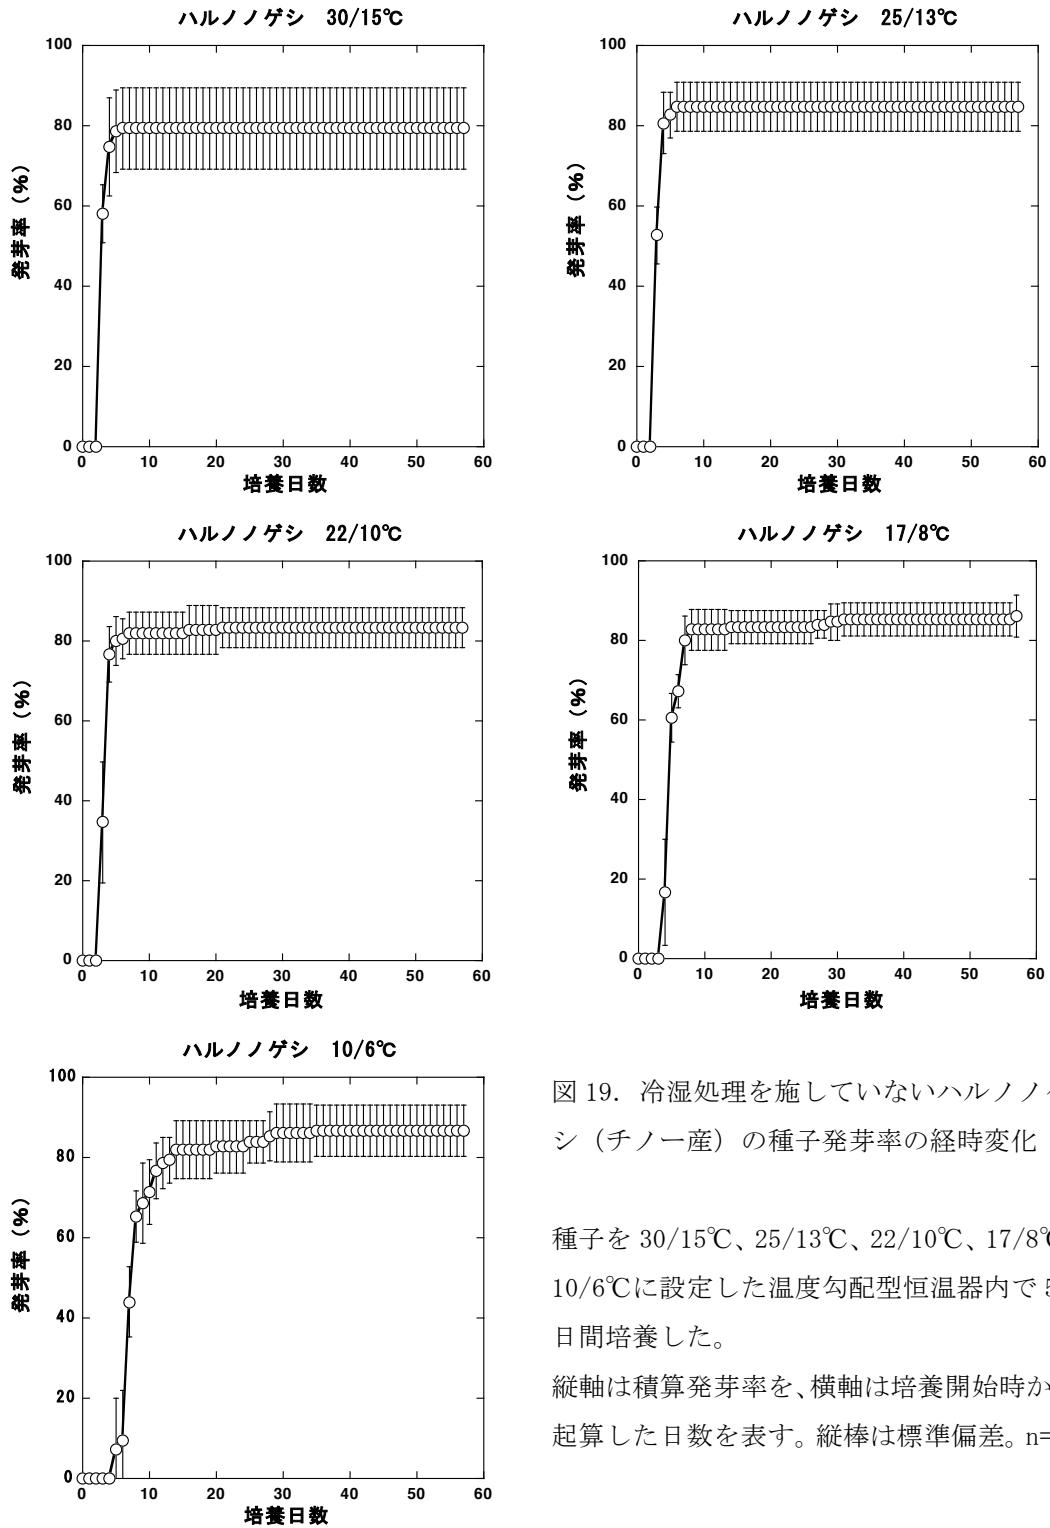 ハルノノゲシ 30/15℃
100
80
60
40
20
0
発芽率（%）
0 10 20 30 40 50 60
培養日数
ハルノノゲシ 25/13℃
100
80
60
40
20
0
発芽率（%）
0 10 20 30 40 50 60
培養日数
ハルノノゲシ 22/10℃
100
80
60
40
20
0
発芽率（%）
0 10 20 30 40 50 60
培養日数
ハルノノゲシ 17/8℃
100
80
60
40
20
0
発芽率（%）
0 10 20 30 40 50 60
培養日数
ハルノノゲシ 10/6℃
100
80
60
40
20
0
発芽率（%）
0 10 20 30 40 50 60
培養日数
図 19. 冷湿処理を施していないハルノノ
シ（チノー産）の種子発芽率の経時変化
種子を 30/15℃、25/13℃、22/10℃、17/8℃
10/6℃に設定した温度勾配型恒温器内で 5
日間培養した。
縦軸は積算発芽率を、横軸は培養開始時か
起算した日数を表す。縦棒は標準偏差。n=